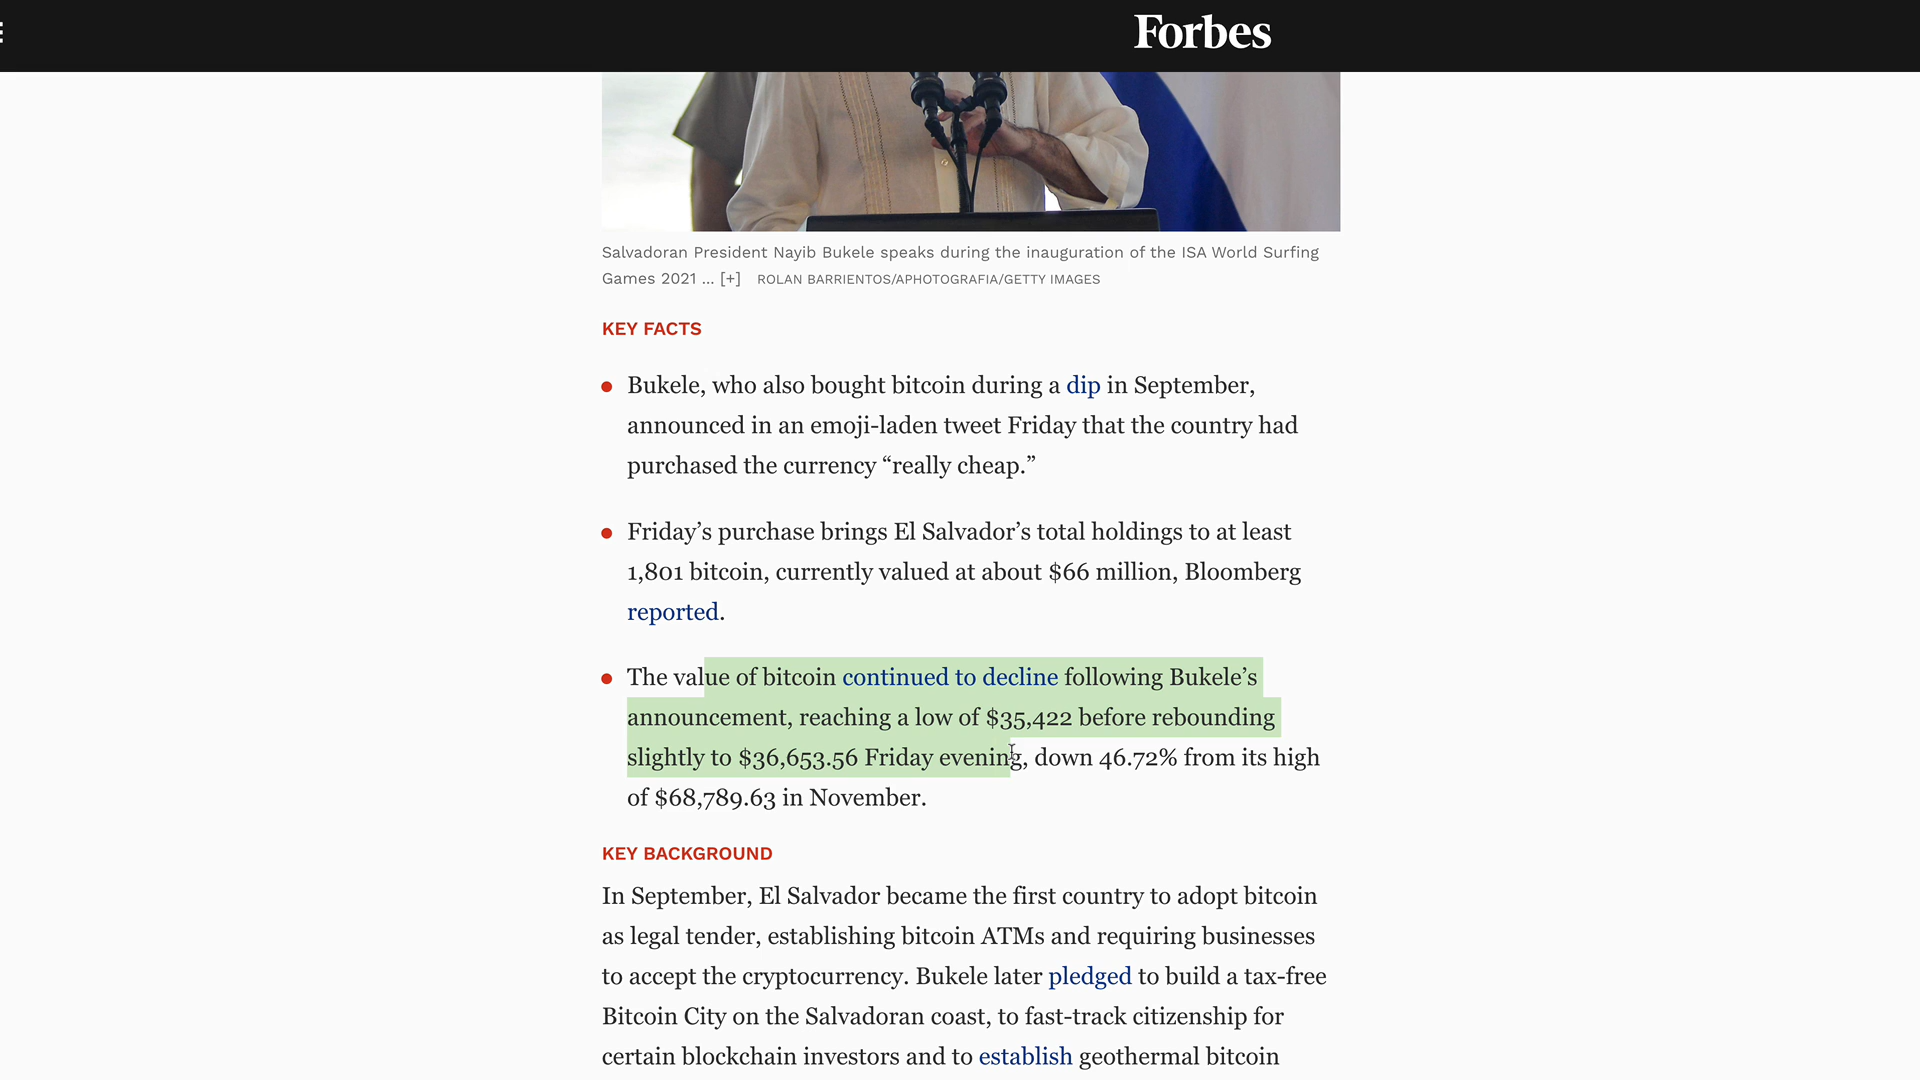 Forbes
Salvadoran President Nayib Bukele speaks during the inauguration of the ISA World Surfing
Games 2021 ... [+] ROLAN BARRIENTOS/APHOTOGRAFIA/GETTY IMAGES
KEY FACTS
Bukele, who also bought bitcoin during a dip in September,
announced in an emoji-laden tweet Friday that the country had
purchased the currency “really cheap.”
Friday’s purchase brings El Salvador’s total holdings to at least
1,801 bitcoin, currently valued at about $66 million, Bloomberg
reported.
The value of bitcoin continued to decline following Bukele’s
announcement, reaching a low of $35,422 before rebounding
slightly to $36,653.56 Friday evening, down 46.72% from its high
of $68,789.63 in November.
KEY BACKGROUND
In September, El Salvador became the first country to adopt bitcoin
as legal tender, establishing bitcoin ATMs and requiring businesses
to accept the cryptocurrency. Bukele later pledged to build a tax-free
Bitcoin City on the Salvadoran coast, to fast-track citizenship for
certain blockchain investors and to establish geothermal bitcoin